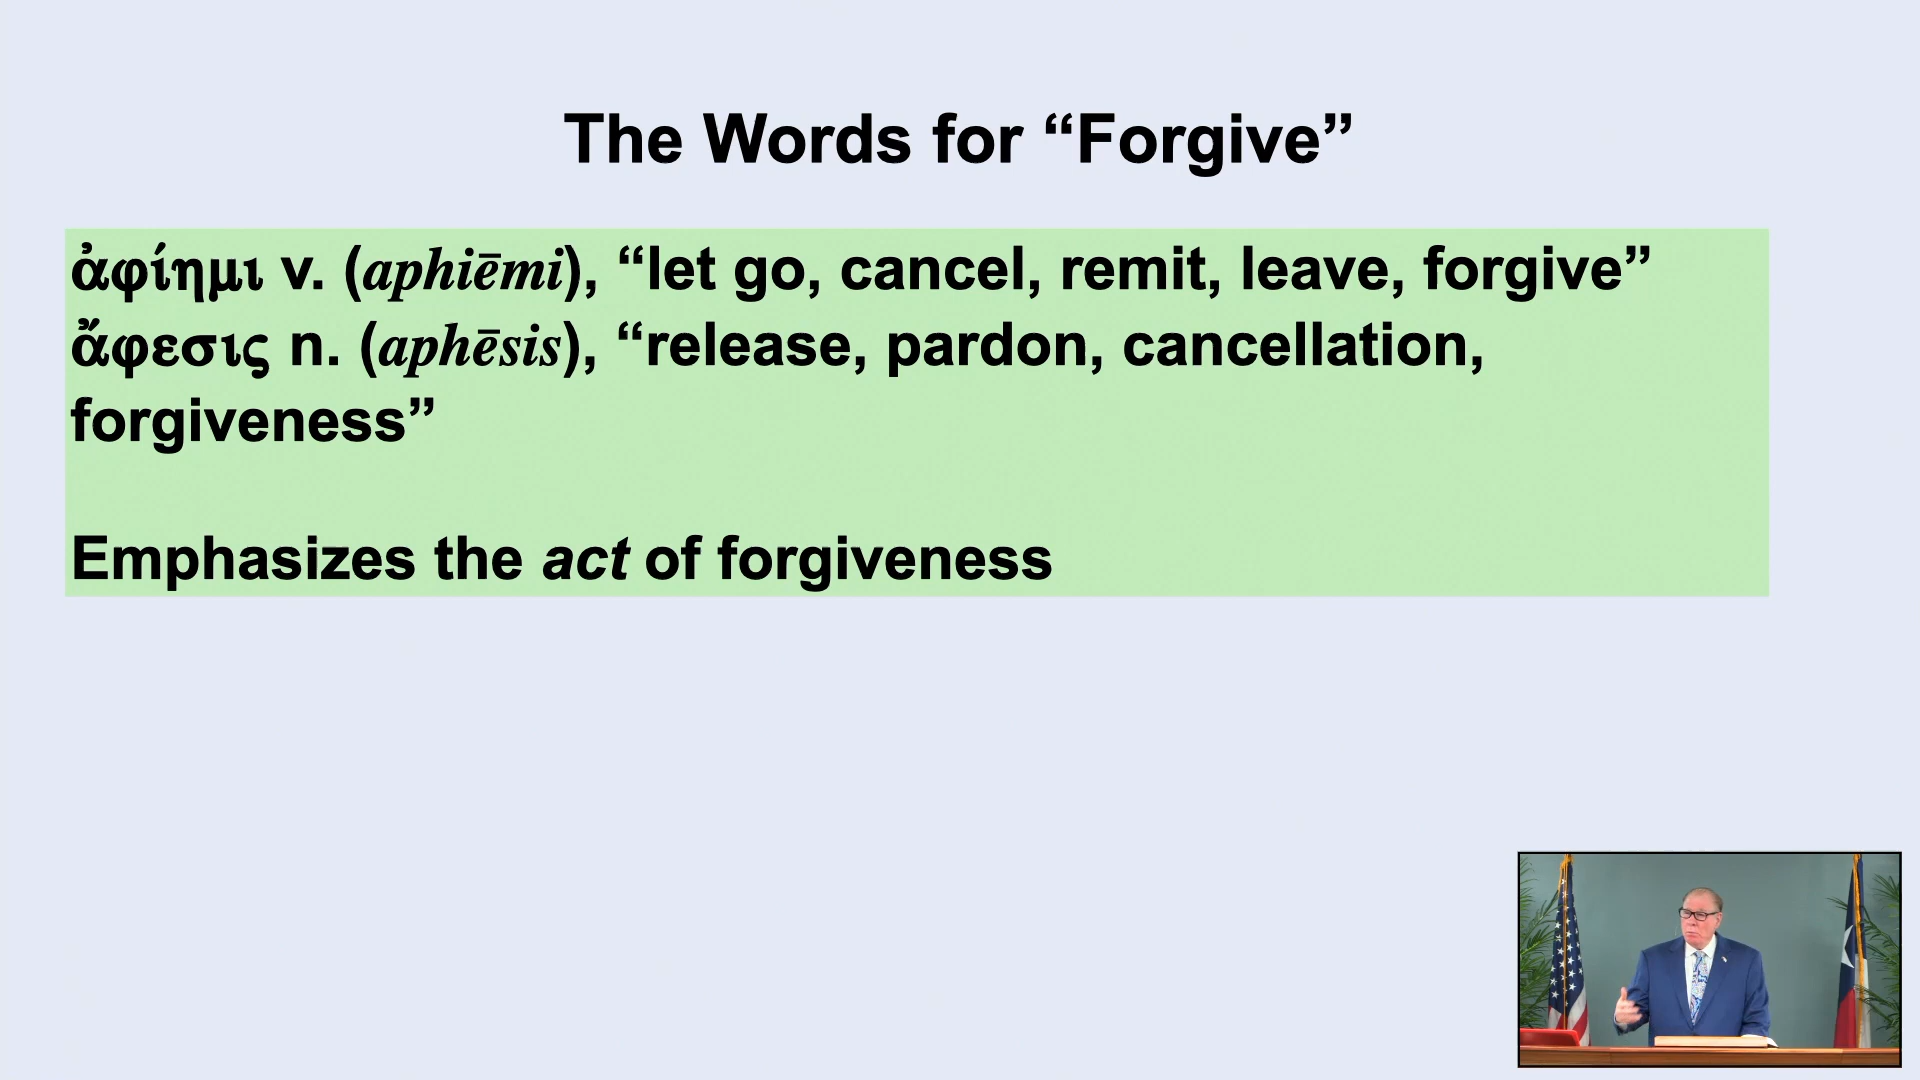 The Words for “Forgive”
ἀφίημι v. (aphiēmi), “let go, cancel, remit, leave, forgive”
ἄφεσις n. (aphēsis), “release, pardon, cancellation,
forgiveness”
Emphasizes the act of forgiveness